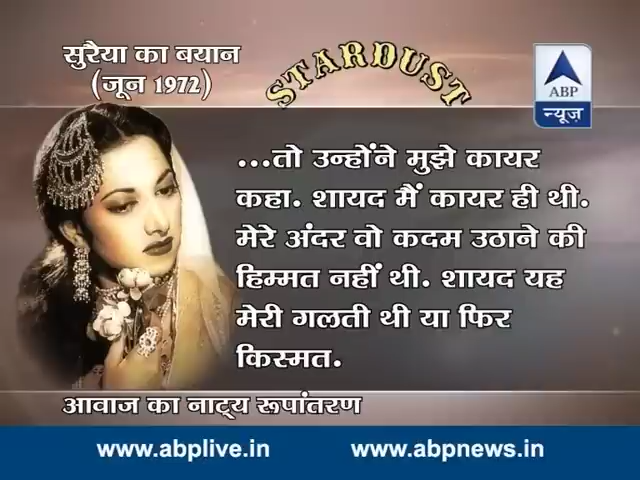 सुरैया का बयान
(जून 1972)
STARDUST
ABP
न्यूज़
...तो उन्होंने मुझे कायर
कहा. शायद मैं कायर ही थी.
मेरे अंदर वो कदम उठाने की
हिम्मत नहीं थी. शायद यह
मेरी गलती थी या फिर
किस्मत.
आवाज का नाट्य रूपांतरण
www.abplive.in
www.abpnews.in